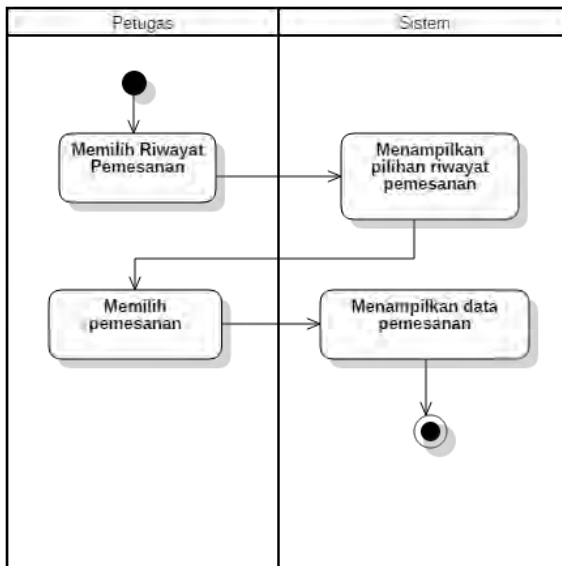 Petugas
Sistem
Memilih Riwayat
Pemesanan
Menampilkan
pilihan riwayat
pemesanan
Memilih
pemesanan
Menampilkan data
pemesanan